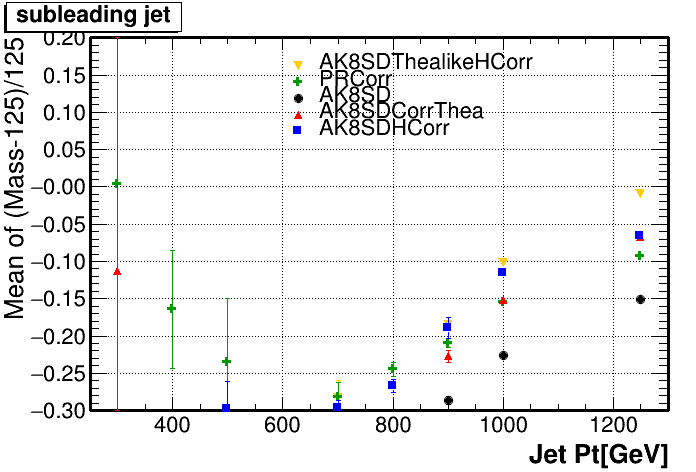 subleading jet
Mean of (Mass-125)/125
0.20
0.15
0.10
0.05
−0.00
−0.05
−0.10
−0.15
−0.20
−0.25
−0.30
AK8SDThealikeHCorr
PRCorr
AK8SD
AK8SDCorrThea
AK8SDHCorr
400 600 800 1000 1200
Jet Pt[GeV]